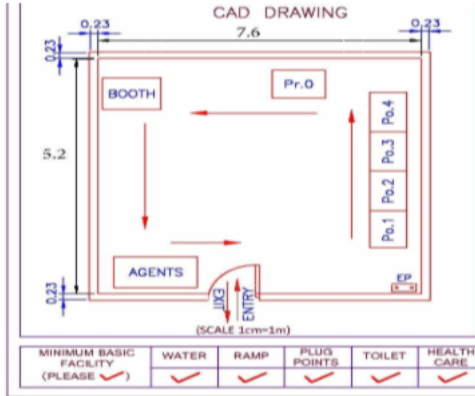 CAD DRAWING
0.23
7.6
0.23
0.23
BOOTH
Pr.O
Po.4
Po.3
Po.2
Po.1
5.2
AGENTS
EP
0.23
EXIT
ENTRY
(SCALE 1cm=1m)
MINIMUM BASIC FACILITY (PLEASE ✓)
WATER
RAMP
PLUG POINTS
TOILET
HEALTH CARE
✓ ✓ ✓ ✓ ✓